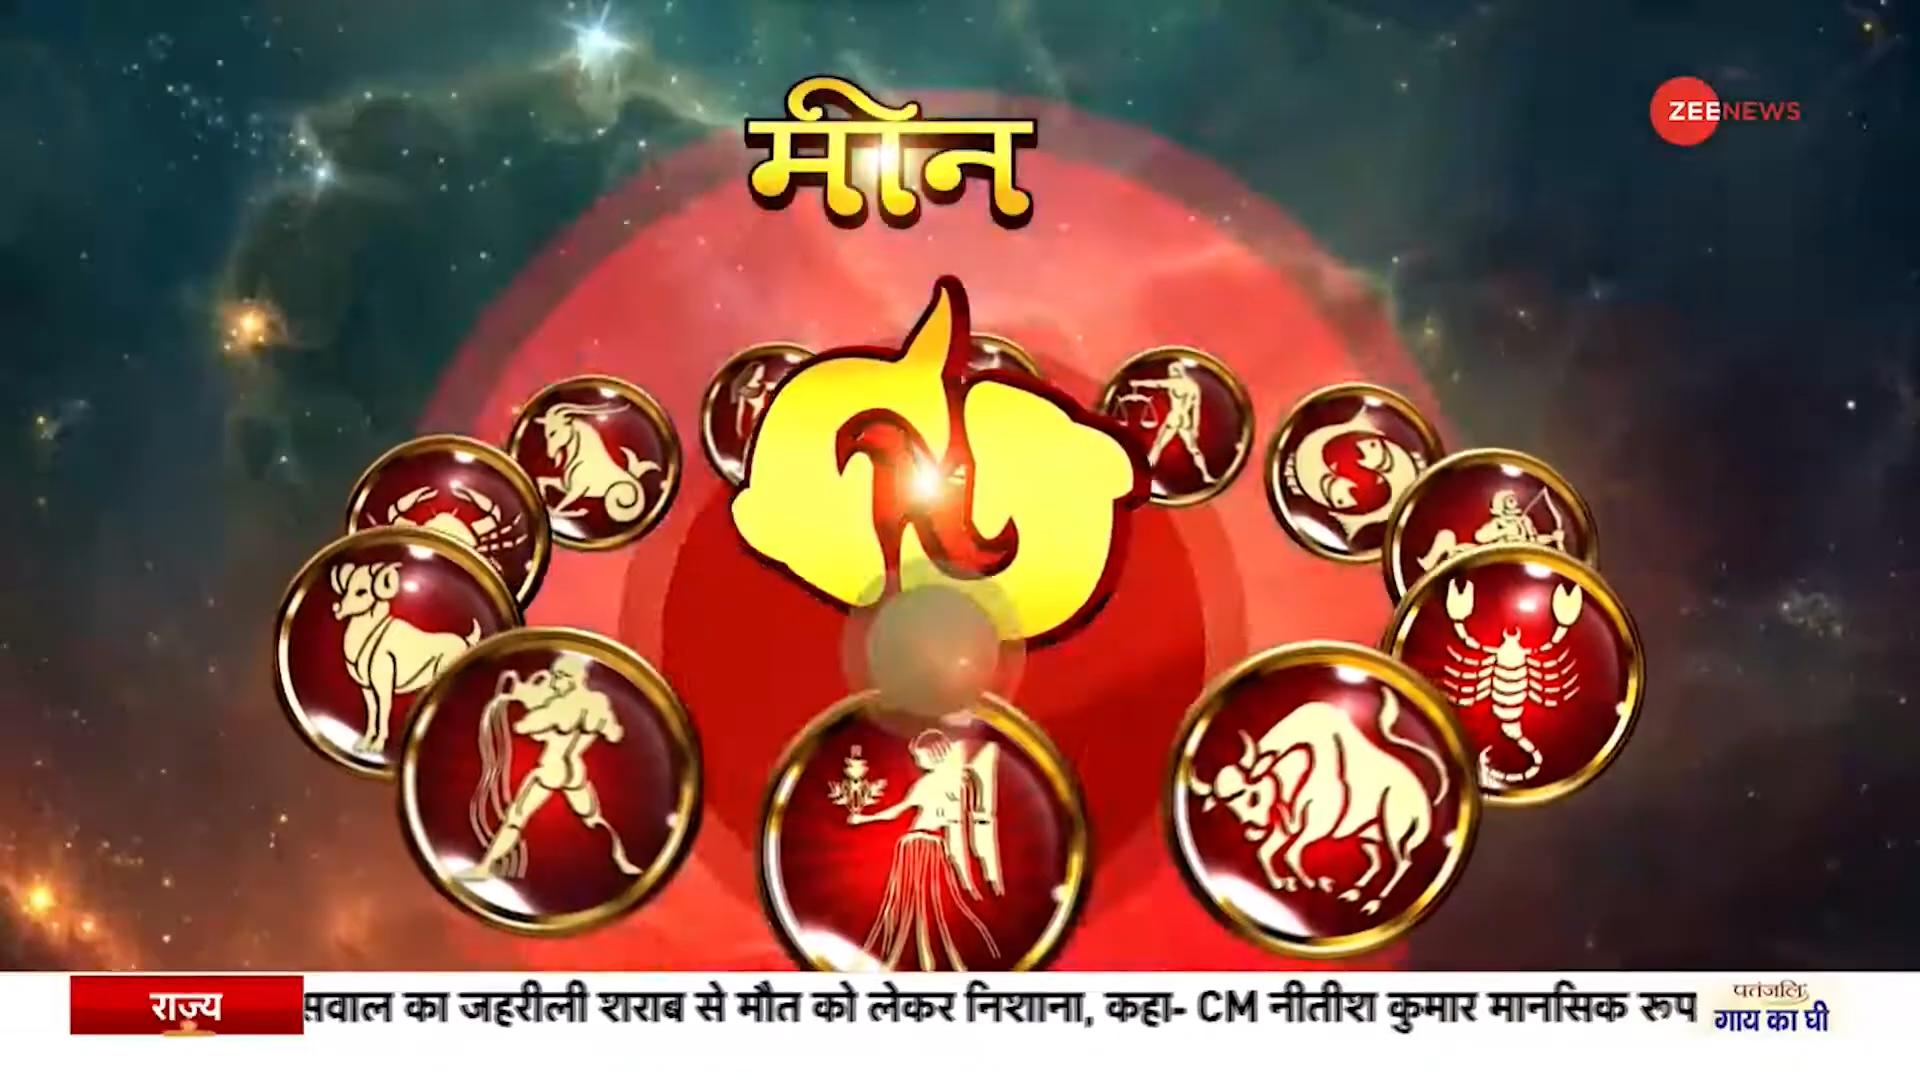 मीन
ZEENEWS
राज्य
सवाल का जहरीली शराब से मौत को लेकर निशाना, कहा- CM नीतीश कुमार मानसिक रूप
पतंजलि
गाय का घी